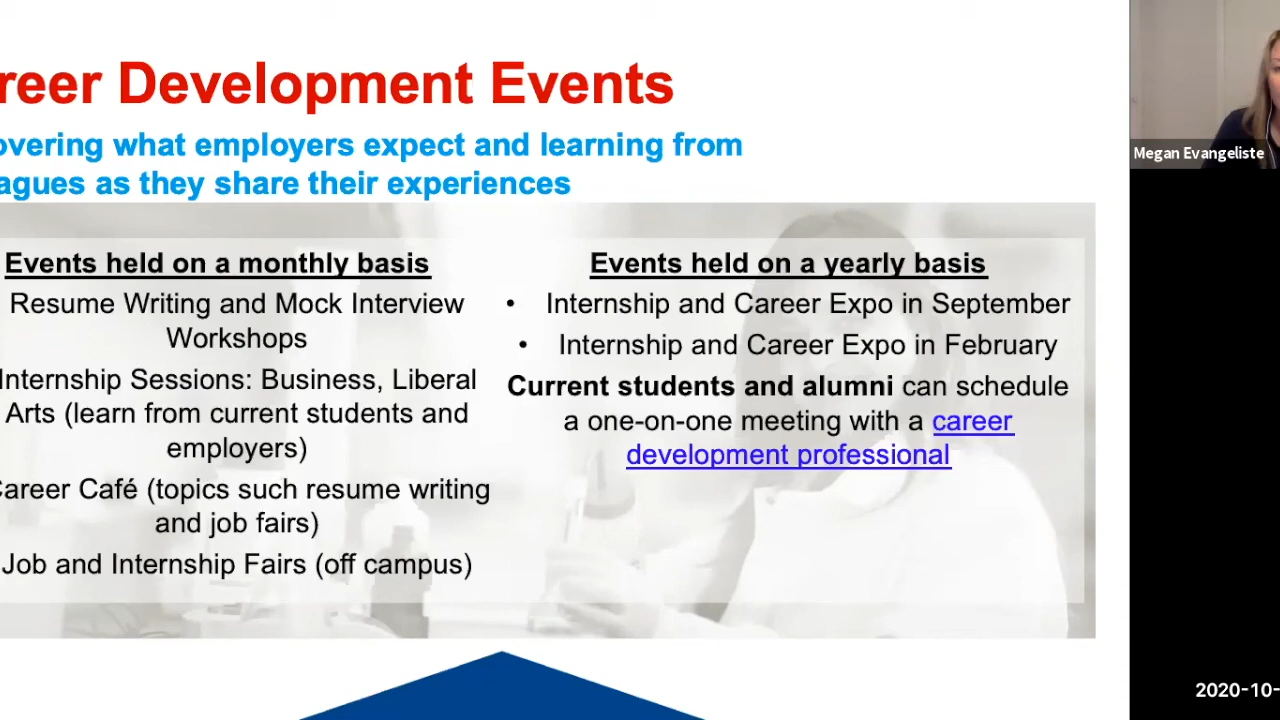 reer Development Events
overing what employers expect and learning from
agues as they share their experiences
Events held on a monthly basis
Resume Writing and Mock Interview
Workshops
Internship Sessions: Business, Liberal
Arts (learn from current students and
employers)
Career Café (topics such resume writing
and job fairs)
Job and Internship Fairs (off campus)
Events held on a yearly basis
• Internship and Career Expo in September
• Internship and Career Expo in February
Current students and alumni can schedule
a one-on-one meeting with a career
development professional
Megan Evangeliste
2020-10-